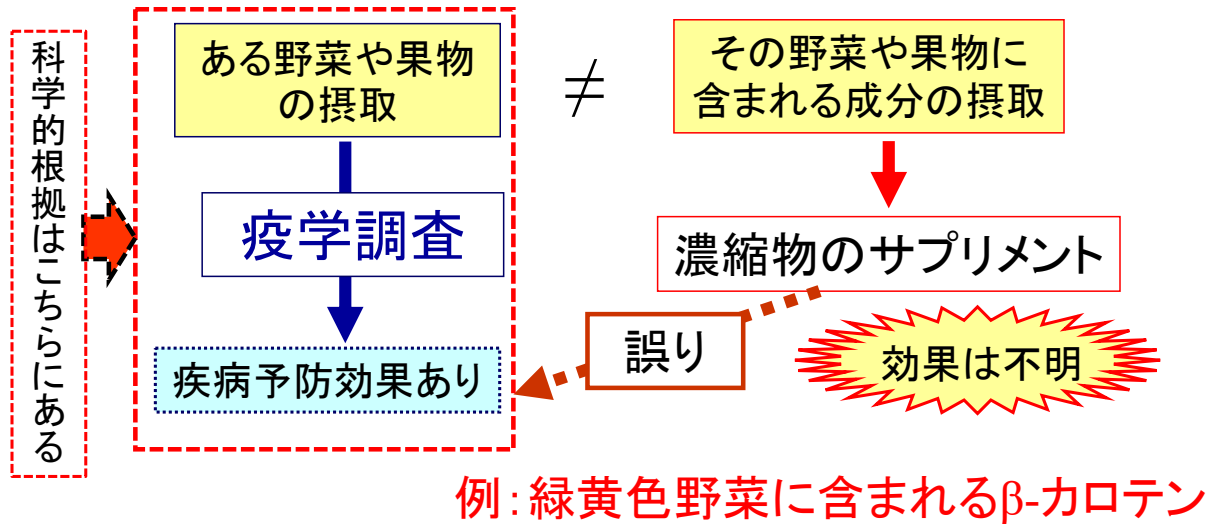 科学的根拠はこちらにある
ある野菜や果物
の摂取
≠
その野菜や果物に
含まれる成分の摂取
疫学調査
濃縮物のサプリメント
誤り
効果は不明
疾病予防効果あり
例：緑黄色野菜に含まれるβ-カロテン